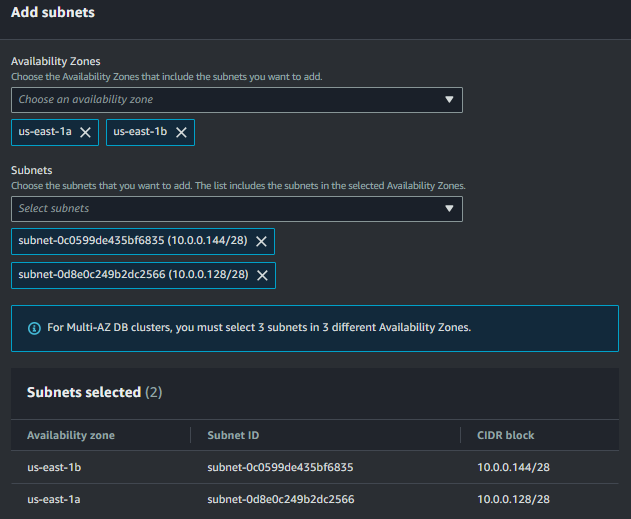 Add subnets
Availability Zones
Choose the Availability Zones that include the subnets you want to add.
Choose an availability zone
us-east-1a us-east-1b
Subnets
Choose the subnets that you want to add. The list includes the subnets in the selected Availability Zones.
Select subnets
subnet-0c0599de435bf6835 (10.0.0.144/28)
subnet-0d8e0c249b2dc2566 (10.0.0.128/28)
For Multi-AZ DB clusters, you must select 3 subnets in 3 different Availability Zones.
Subnets selected (2)
Availability zone Subnet ID CIDR block
us-east-1b subnet-0c0599de435bf6835 10.0.0.144/28
us-east-1a subnet-0d8e0c249b2dc2566 10.0.0.128/28